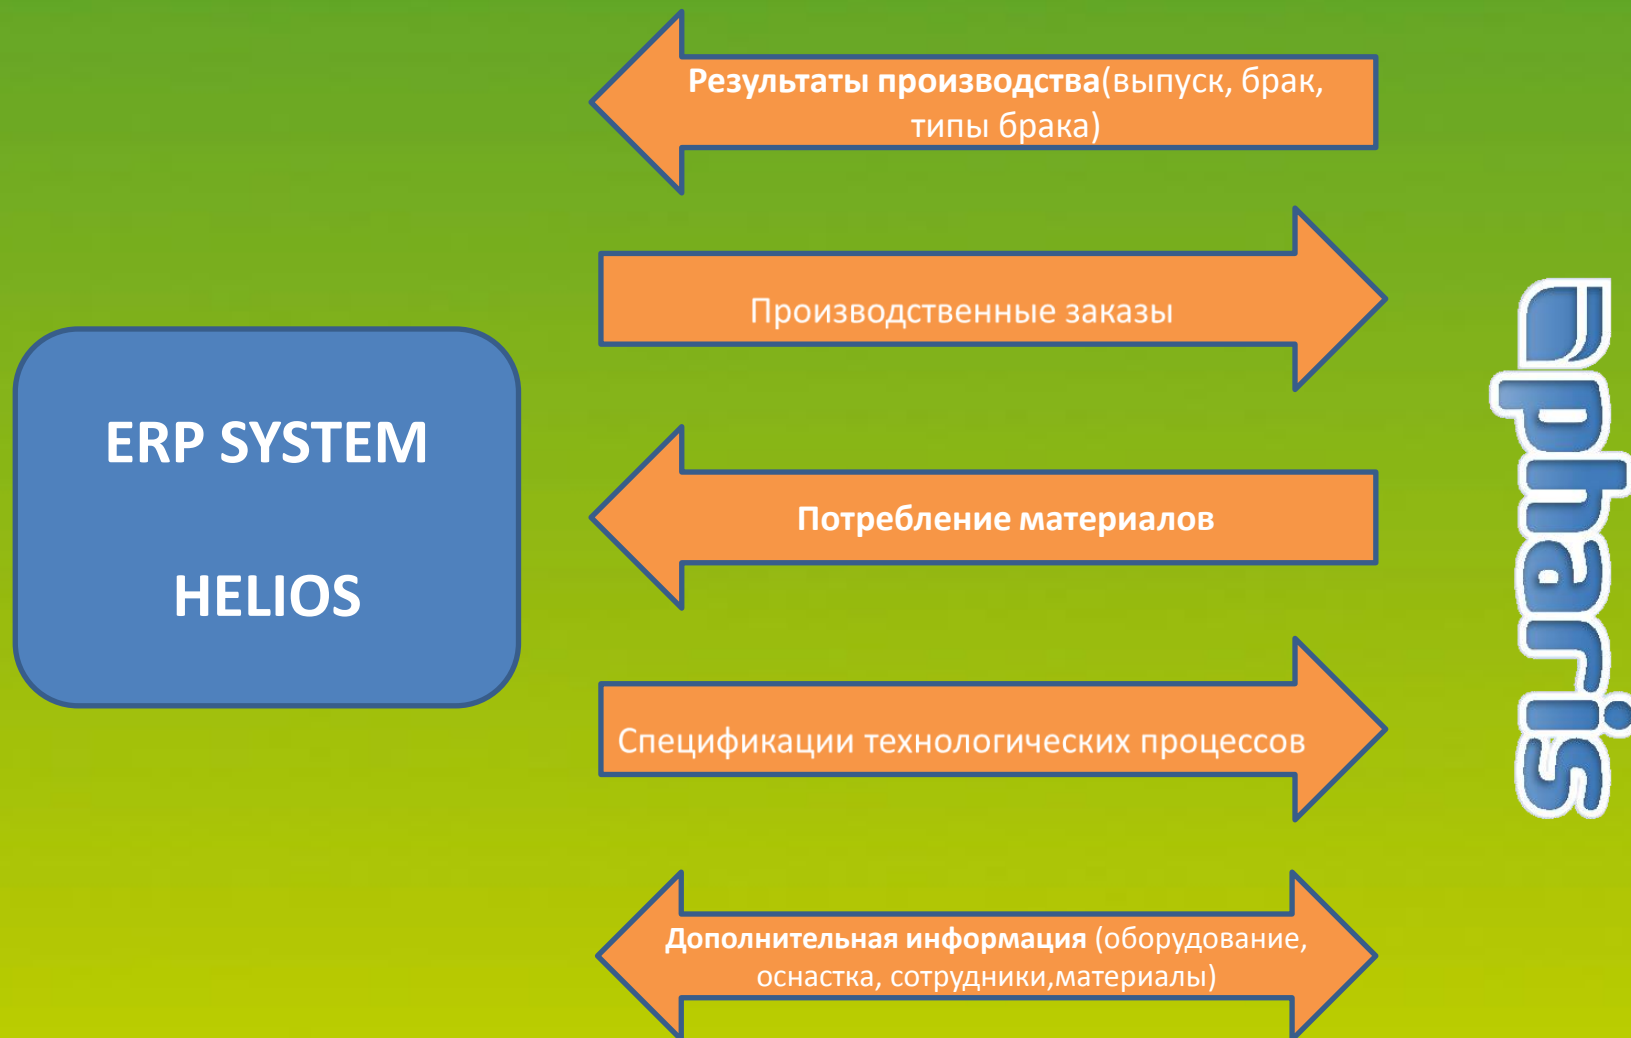 Результаты производства(выпуск, брак,
типы брака)
Производственные заказы
ERP SYSTEM
HELIOS
Потребление материалов
Спецификации технологических процессов
Дополнительная информация (оборудование,
оснастка, сотрудники,материалы)
pharis